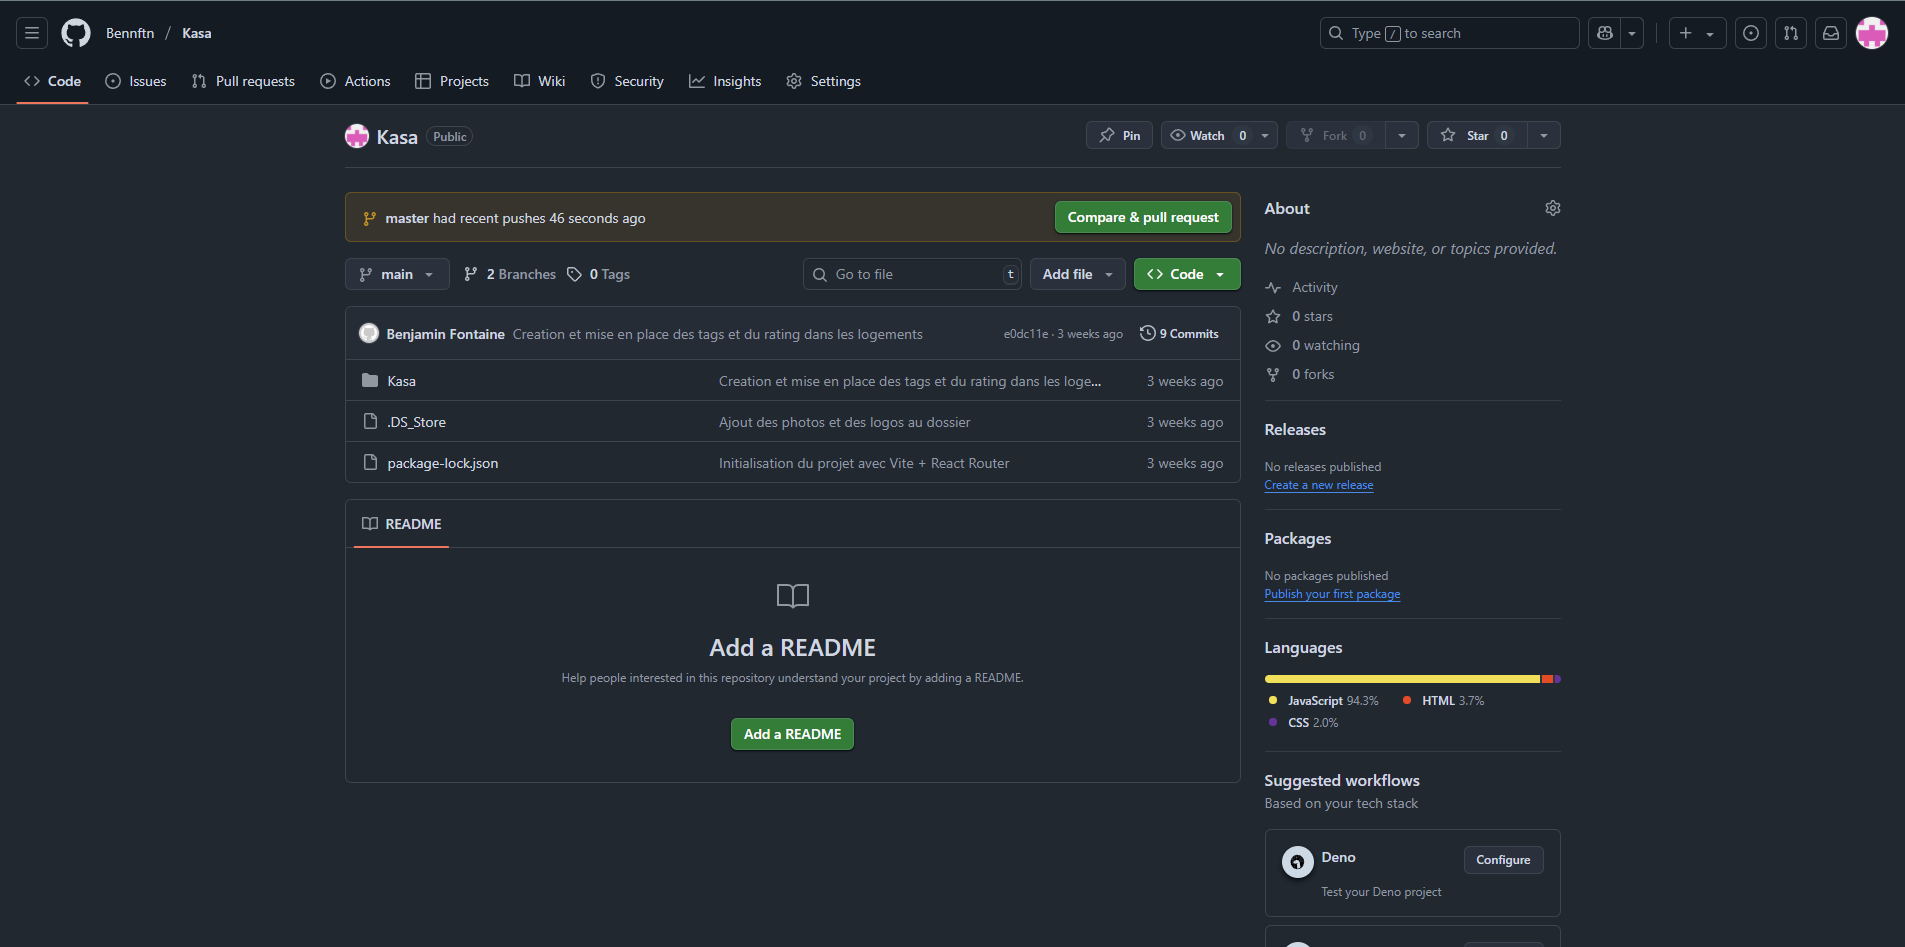 Bennftn / Kasa
Type / to search
Code Issues Pull requests Actions Projects Wiki Security Insights Settings
Kasa Public
Pin Watch 0 Fork 0 Star 0
master had recent pushes 46 seconds ago Compare & pull request
main 2 Branches 0 Tags Go to file t Add file Code
Benjamin Fontaine Creation et mise en place des tags et du rating dans les logements e0dc11e · 3 weeks ago 9 Commits
Kasa Creation et mise en place des tags et du rating dans les loge... 3 weeks ago
.DS_Store Ajout des photos et des logos au dossier 3 weeks ago
package-lock.json Initialisation du projet avec Vite + React Router 3 weeks ago
README
Add a README
Help people interested in this repository understand your project by adding a README.
Add a README
About
No description, website, or topics provided.
Activity
0 stars
0 watching
0 forks
Releases
No releases published
Create a new release
Packages
No packages published
Publish your first package
Languages
JavaScript 94.3% HTML 3.7%
CSS 2.0%
Suggested workflows
Based on your tech stack
Deno Configure
Test your Deno project